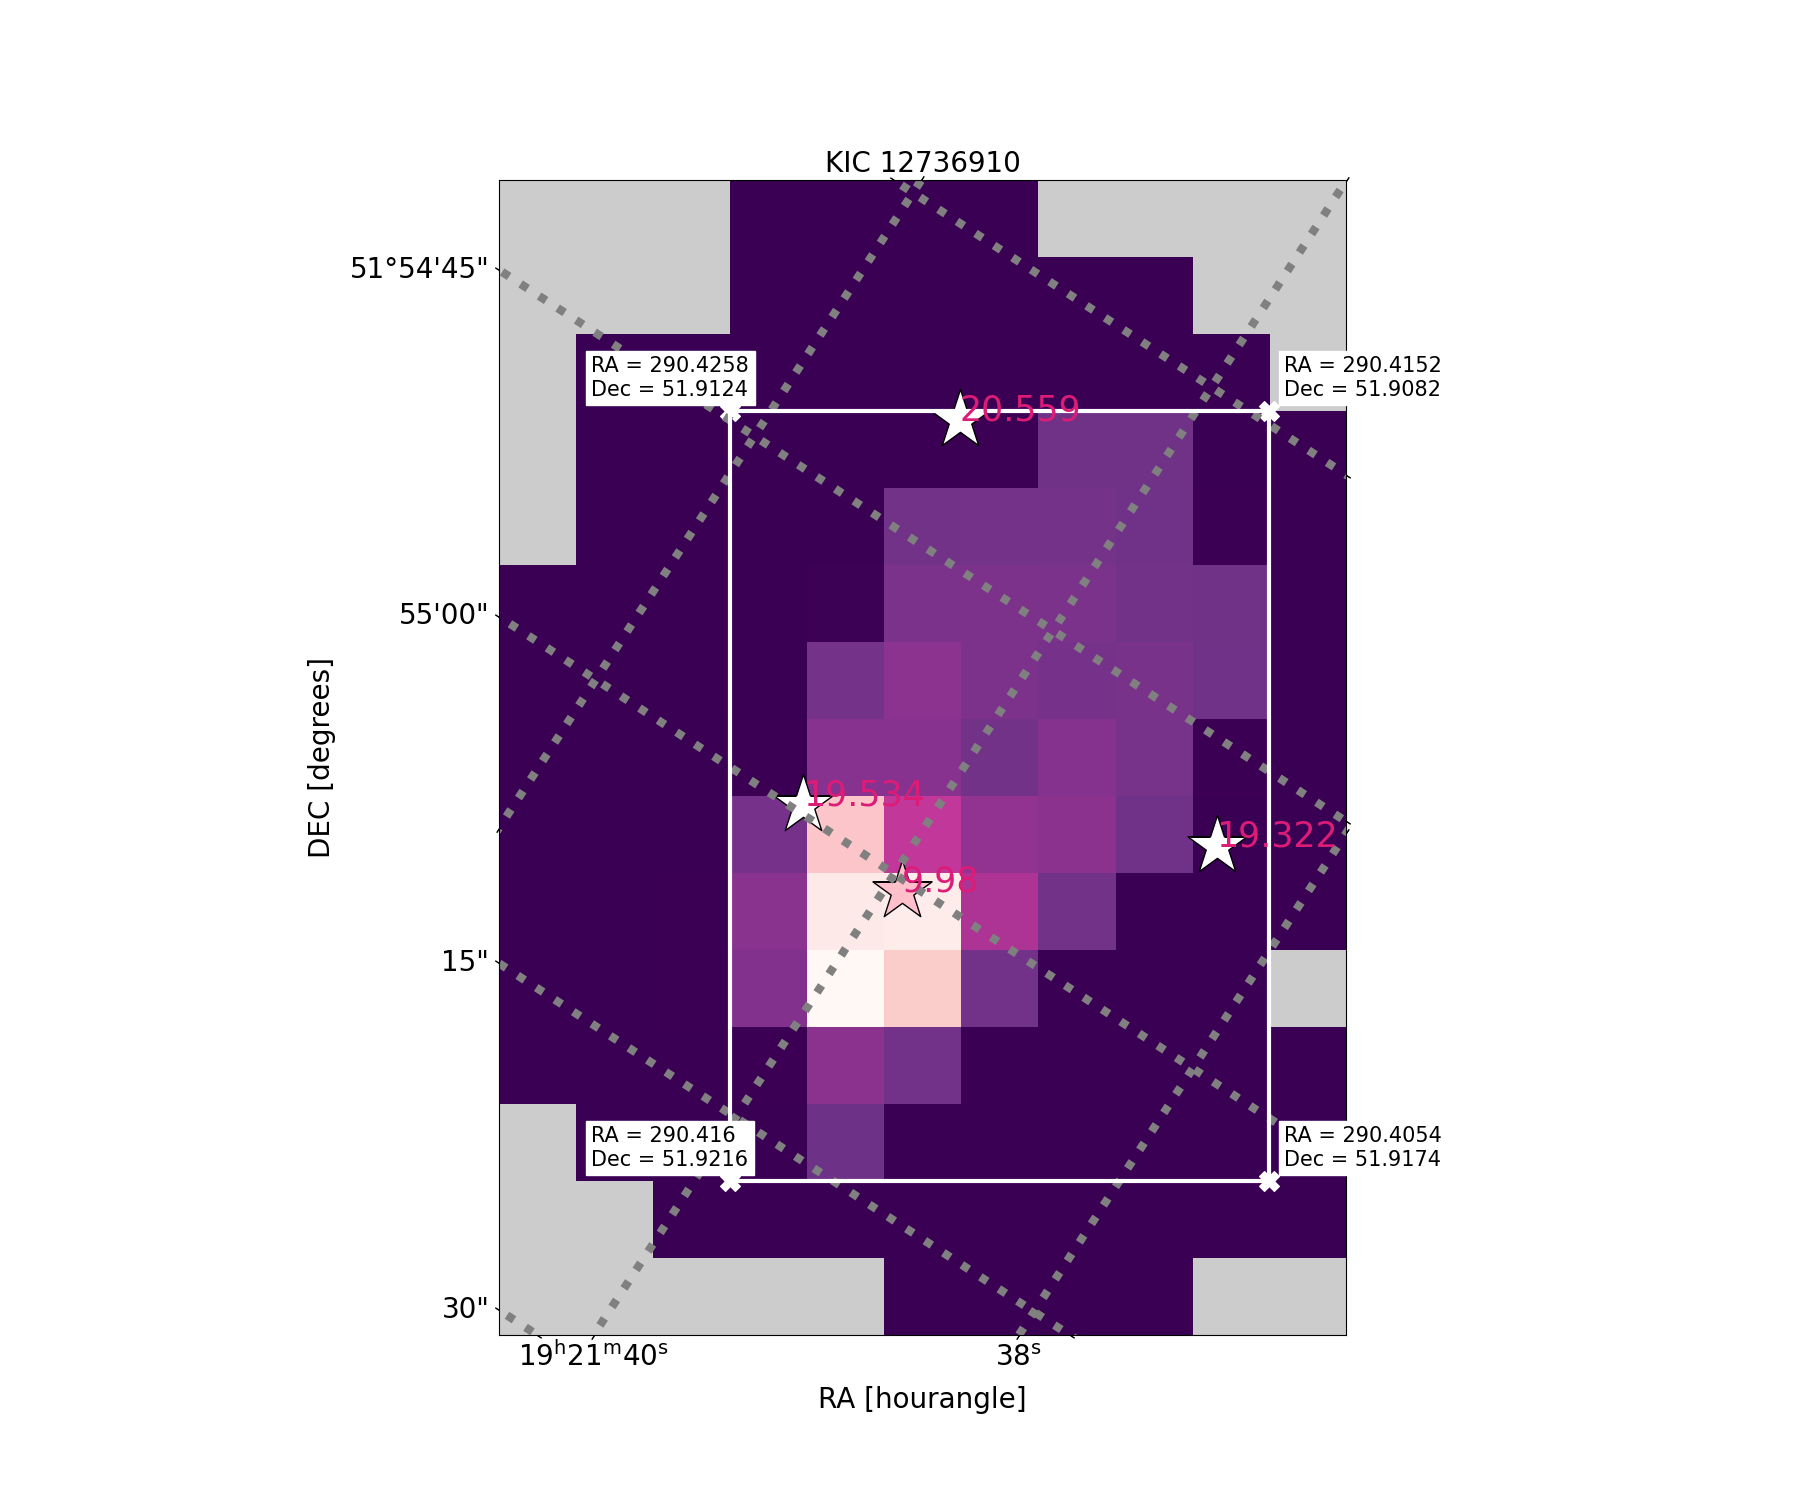 KIC 12736910
51°54'45"
RA = 290.4258
Dec = 51.9124
RA = 290.4152
Dec = 51.9082
20.559
55'00"
19.534
19.322
9.98
15"
RA = 290.416
Dec = 51.9216
RA = 290.4054
Dec = 51.9174
30"
19ʰ21ᵐ40ˢ
38ˢ
RA [hourangle]
DEC [degrees]